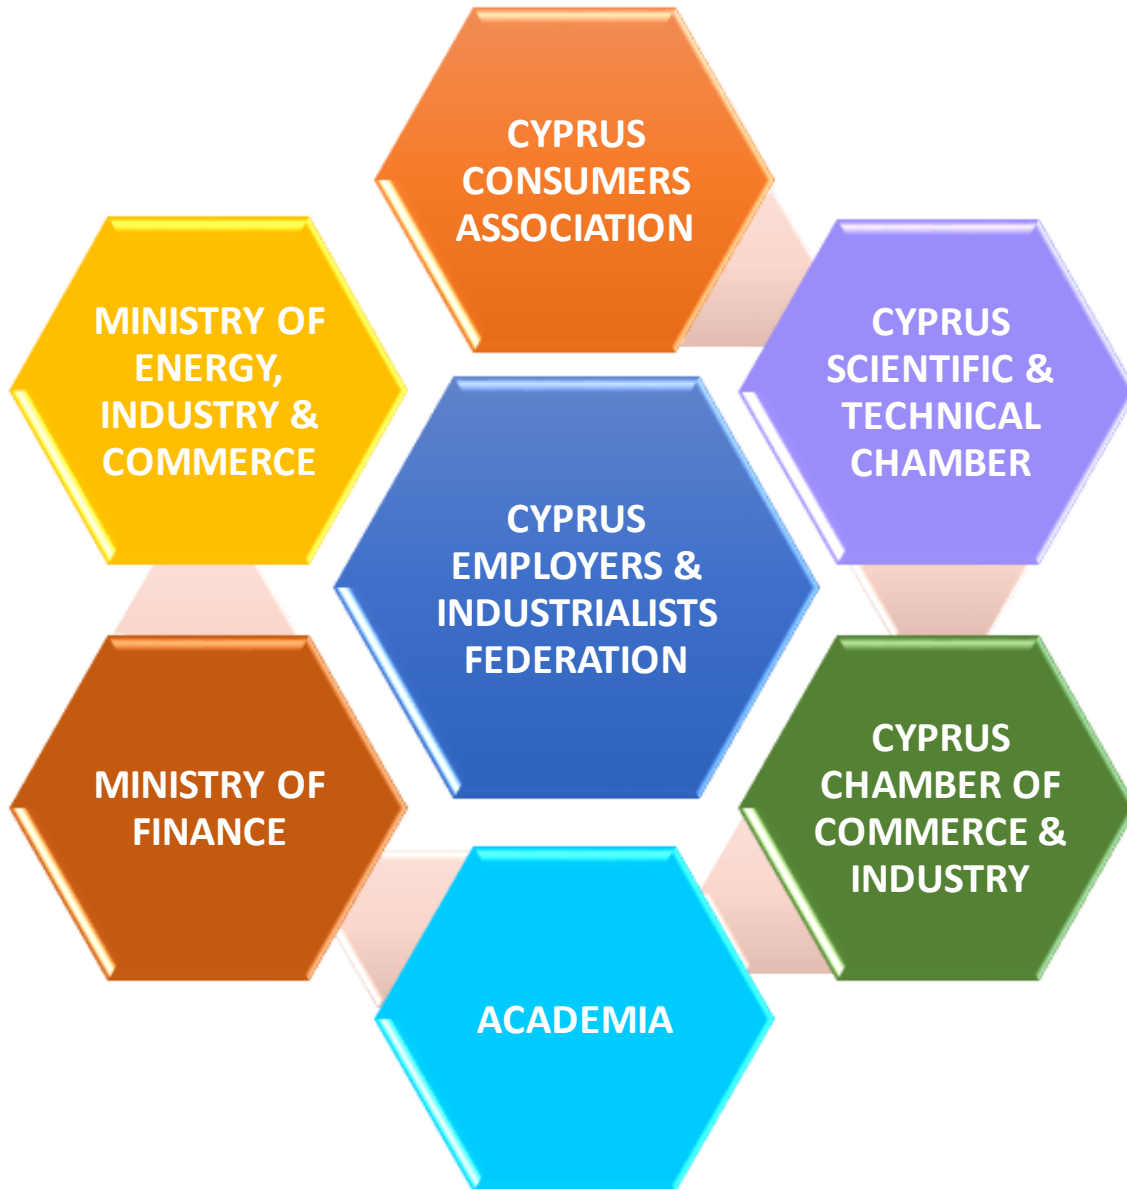 CYPRUS
CONSUMERS
ASSOCIATION
MINISTRY OF
ENERGY,
INDUSTRY &
COMMERCE
CYPRUS
SCIENTIFIC &
TECHNICAL
CHAMBER
CYPRUS
EMPLOYERS &
INDUSTRIALISTS
FEDERATION
MINISTRY OF
FINANCE
CYPRUS
CHAMBER OF
COMMERCE &
INDUSTRY
ACADEMIA